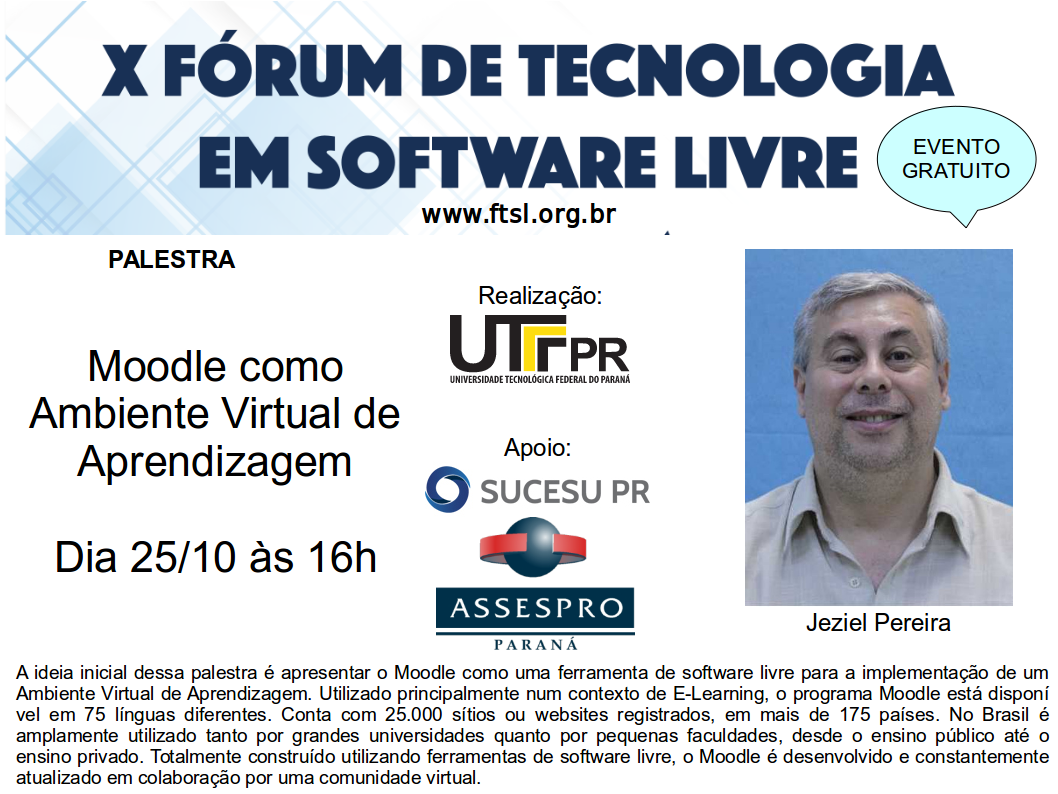 X FÓRUM DE TECNOLOGIA
EM SOFTWARE LIVRE
EVENTO
GRATUITO
www.ftsl.org.br
PALESTRA
Moodle como
Ambiente Virtual de
Aprendizagem
Dia 25/10 às 16h
Realização:
UTFPR
UNIVERSIDADE TECNOLÓGICA FEDERAL DO PARANÁ
Apoio:
SUCESU PR
ASSESPRO
PARANÁ
Jeziel Pereira
A ideia inicial dessa palestra é apresentar o Moodle como uma ferramenta de software livre para a implementação de um
Ambiente Virtual de Aprendizagem. Utilizado principalmente num contexto de E-Learning, o programa Moodle está disponí
vel em 75 línguas diferentes. Conta com 25.000 sítios ou websites registrados, em mais de 175 países. No Brasil é
amplamente utilizado tanto por grandes universidades quanto por pequenas faculdades, desde o ensino público até o
ensino privado. Totalmente construído utilizando ferramentas de software livre, o Moodle é desenvolvido e constantemente
atualizado em colaboração por uma comunidade virtual.